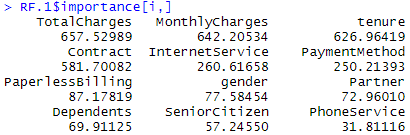 > RF.1$importance[i,]
TotalCharges MonthlyCharges tenure
657.52989 642.20534 626.96419
Contract InternetService PaymentMethod
581.70082 260.61658 250.21393
PaperlessBilling gender Partner
87.17819 77.58454 72.96010
Dependents SeniorCitizen PhoneService
69.91125 57.24550 31.81116